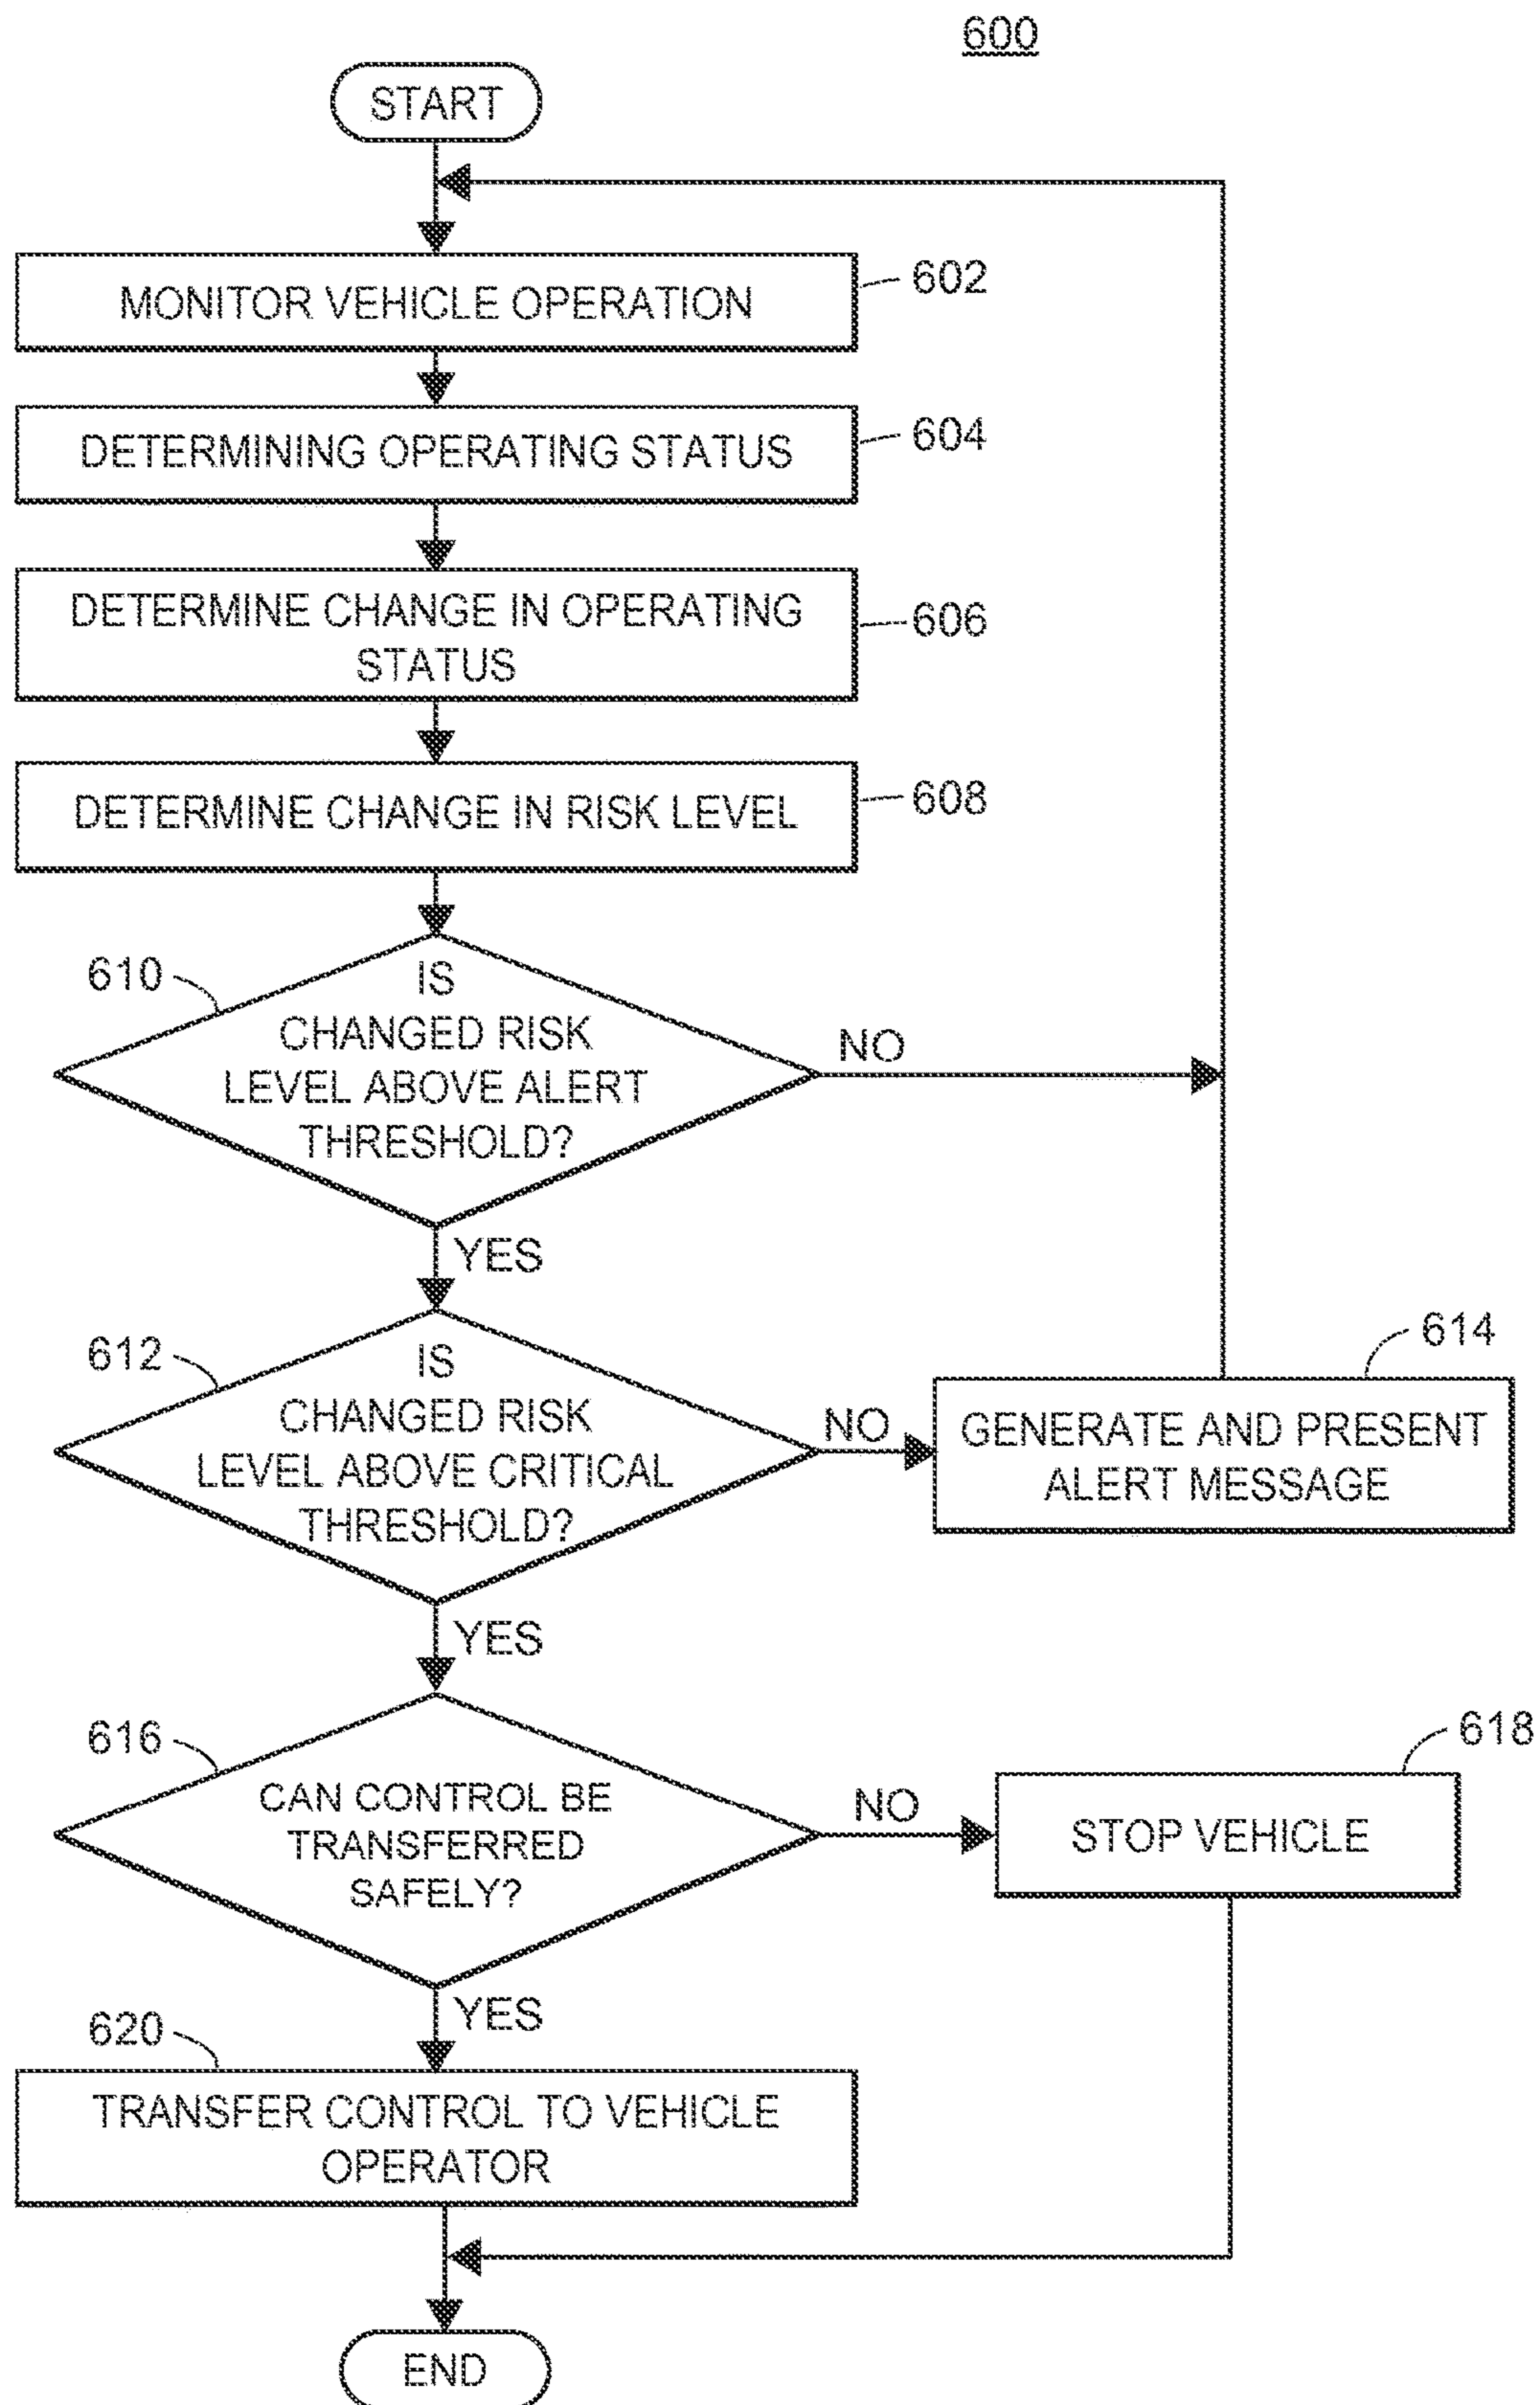 600
START
MONITOR VEHICLE OPERATION
602
DETERMINING OPERATING STATUS
604
DETERMINE CHANGE IN OPERATING
STATUS
606
DETERMINE CHANGE IN RISK LEVEL
608
610
IS
CHANGED RISK
LEVEL ABOVE ALERT
THRESHOLD?
NO
YES
612
IS
CHANGED RISK
LEVEL ABOVE CRITICAL
THRESHOLD?
NO
614
GENERATE AND PRESENT
ALERT MESSAGE
YES
616
CAN CONTROL BE
TRANSFERRED
SAFELY?
NO
618
STOP VEHICLE
YES
620
TRANSFER CONTROL TO VEHICLE
OPERATOR
END